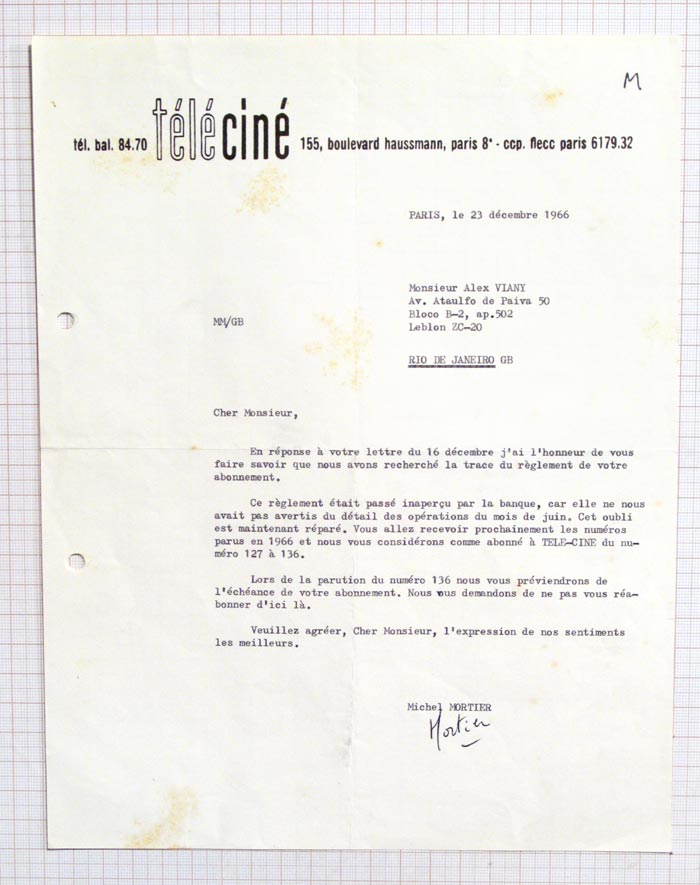 M
tél. bal. 84.70 téléciné 155, boulevard haussmann, paris 8e - ccp. flecc paris 6179.32
PARIS, le 23 décembre 1966
Monsieur Alex VIANY
Av. Ataulfo de Paiva 50
Bloco B-2, ap.502
MM/GB
Leblon ZC-20
RIO DE JANEIRO GB
Cher Monsieur,
En réponse à votre lettre du 16 décembre j'ai l'honneur de vous
faire savoir que nous avons recherché la trace du règlement de votre
abonnement.
Ce règlement était passé inaperçu par la banque, car elle ne nous
avait pas avertis du détail des opérations du mois de juin. Cet oubli
est maintenant réparé. Vous allez recevoir prochainement les numéros
parus en 1966 et nous vous considérons comme abonné à TELE-CINE du nu-
méro 127 à 136.
Lors de la parution du numéro 136 nous vous préviendrons de
l'échéance de votre abonnement. Nous vous demandons de ne pas vous réa-
bonner d'ici là.
Veuillez agréer, Cher Monsieur, l'expression de nos sentiments
les meilleurs.
Michel MORTIER
Mortier